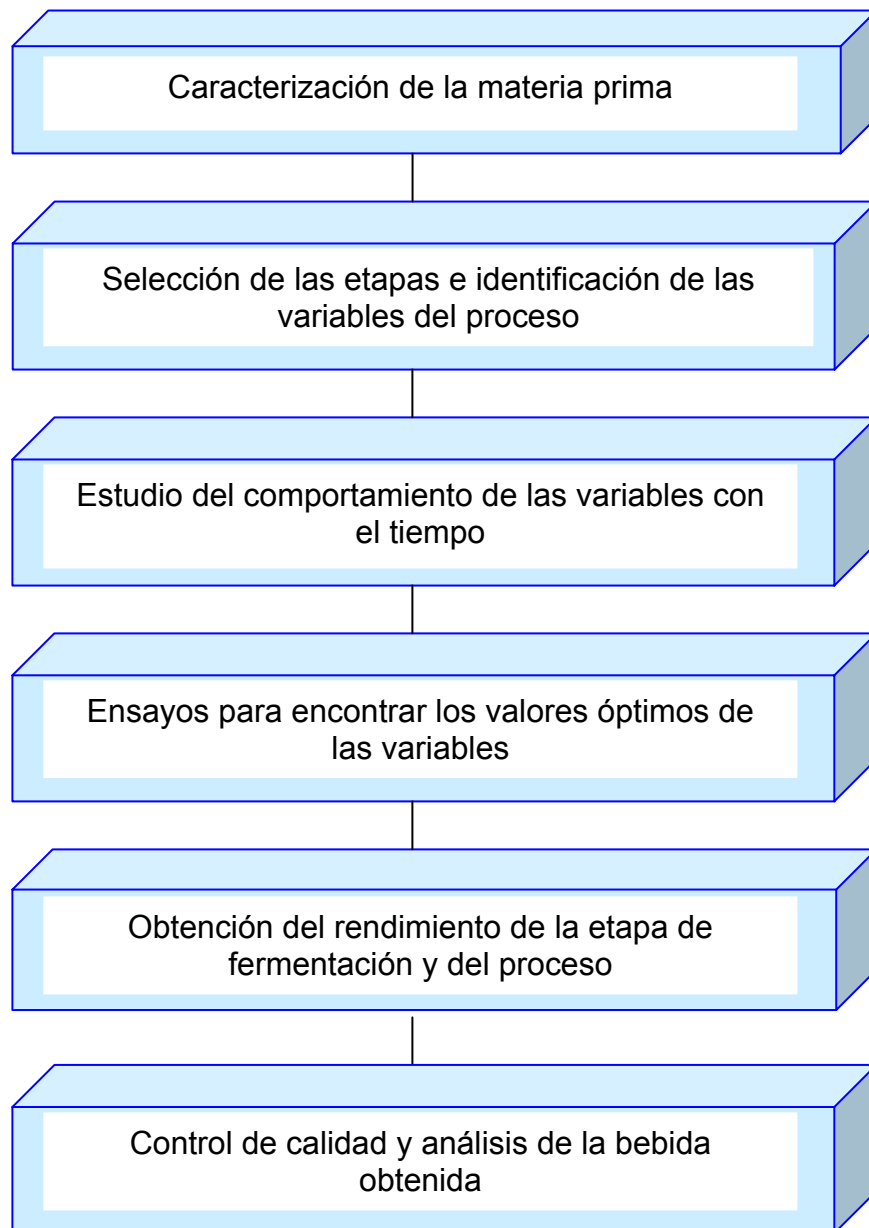 Caracterización de la materia prima
Selección de las etapas e identificación de las
variables del proceso
Estudio del comportamiento de las variables con
el tiempo
Ensayos para encontrar los valores óptimos de
las variables
Obtención del rendimiento de la etapa de
fermentación y del proceso
Control de calidad y análisis de la bebida
obtenida